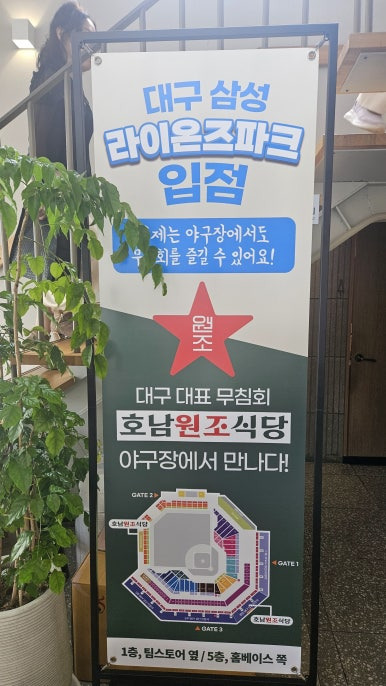 대구 삼성
라이온즈파크
입점
제는 야구장에서도
회를 즐길 수 있어요!
원
조
대구 대표 무침회
호남원조식당
야구장에서 만나다!
GATE 2
호남원조식당
GATE 1
호남원조식당
GATE 3
1층, 팀스토어 옆 / 5층, 홈베이스 쪽